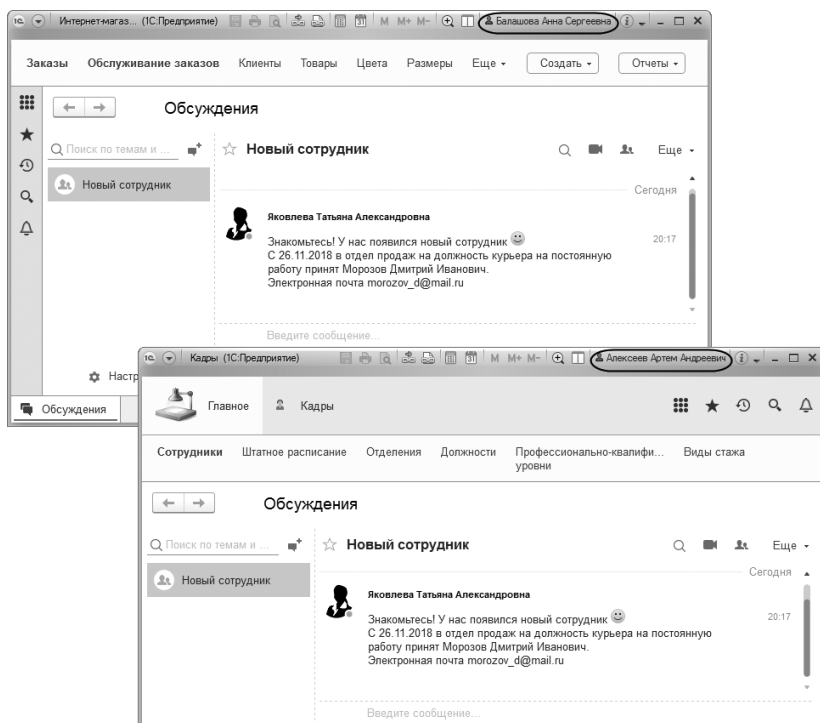 Интернет-магаз... (1С:Предприятие) M M+ M- Балашова Анна Сергеевна
Заказы Обслуживание заказов Клиенты Товары Цвета Размеры Еще Создать Отчеты
Обсуждения
Поиск по темам и ... Новый сотрудник Еще
Новый сотрудник
Сегодня
Яковлева Татьяна Александровна
Знакомьтесь! У нас появился новый сотрудник 20:17
С 26.11.2018 в отдел продаж на должность курьера на постоянную
работу принят Морозов Дмитрий Иванович.
Электронная почта morozov_d@mail.ru
Введите сообщение...
Настр
Обсуждения
Кадры (1С:Предприятие) 31 M M+ M- Алексеев Артем Андреевич
Главное Кадры
Сотрудники Штатное расписание Отделения Должности Профессионально-квалифи... Виды стажа
уровни
Обсуждения
Поиск по темам и ... Новый сотрудник Еще
Новый сотрудник
Сегодня
Яковлева Татьяна Александровна
Знакомьтесь! У нас появился новый сотрудник 20:17
С 26.11.2018 в отдел продаж на должность курьера на постоянную
работу принят Морозов Дмитрий Иванович.
Электронная почта morozov_d@mail.ru
Введите сообщение...